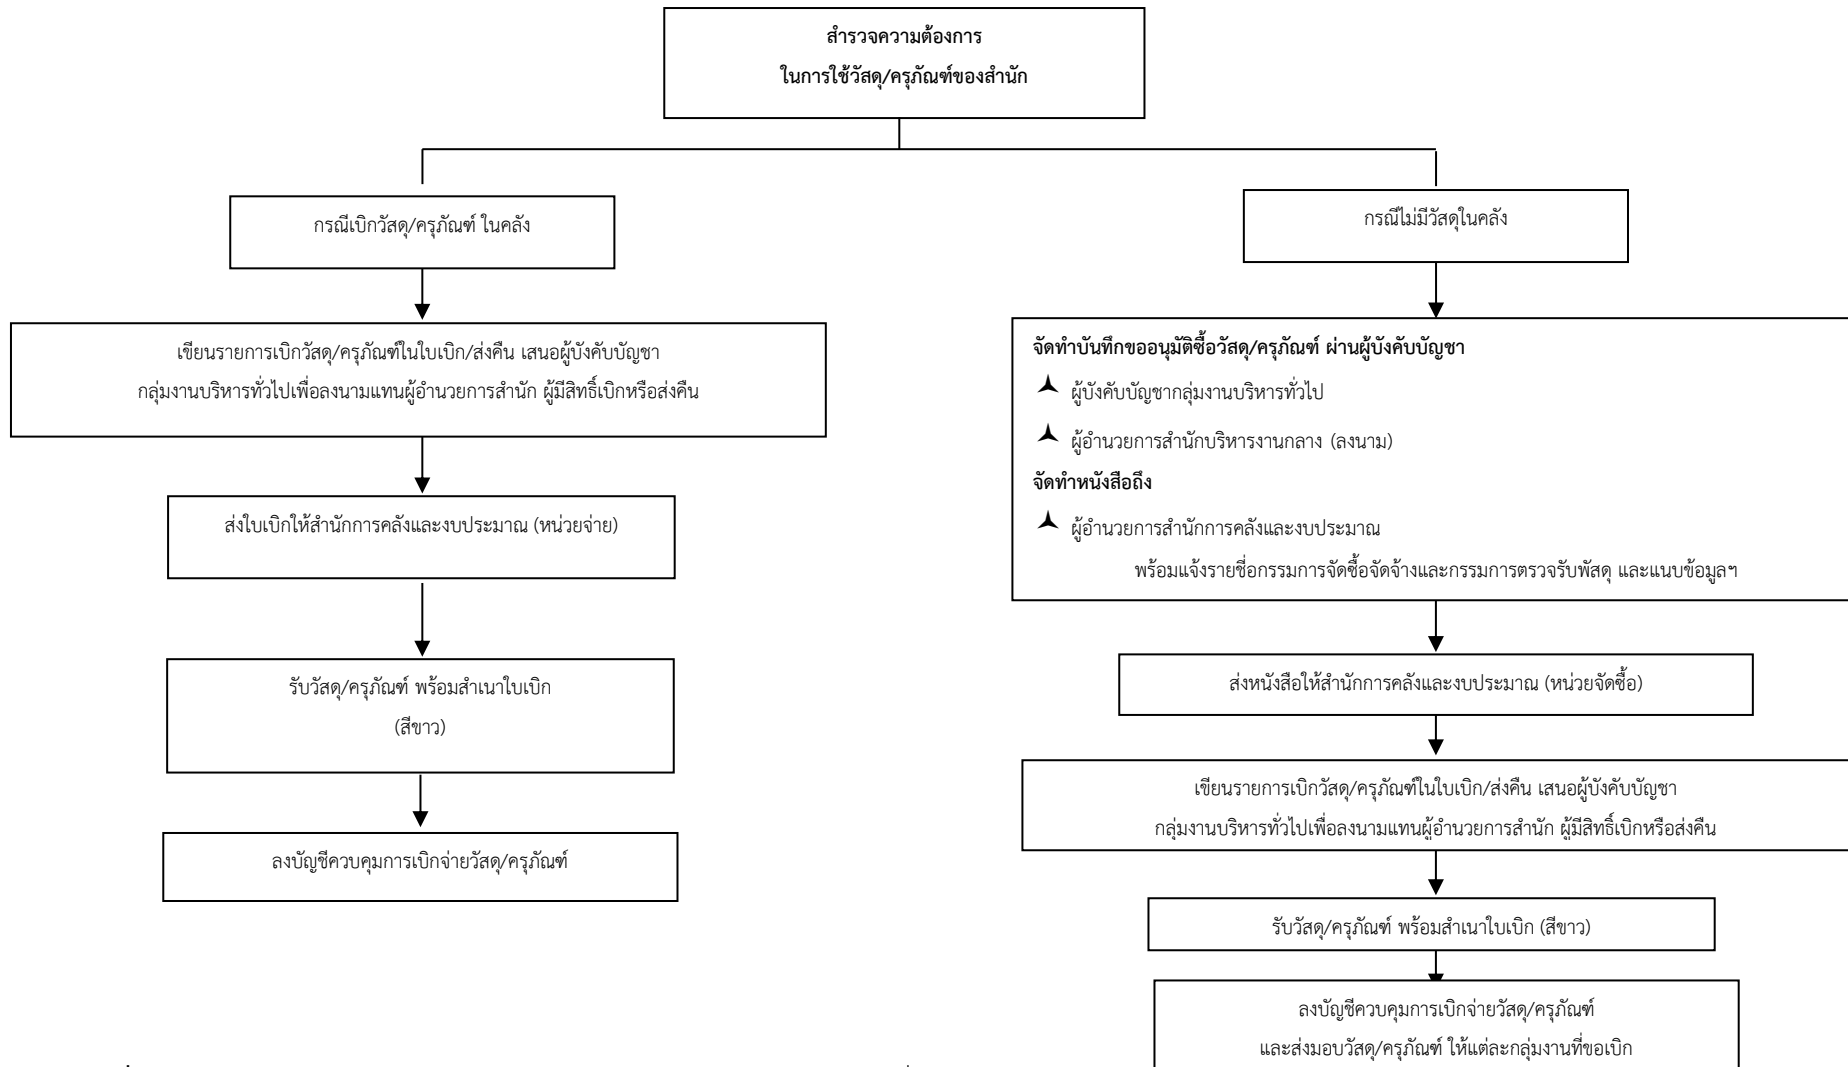 สำรวจความต้องการ
ในการใช้วัสดุ/ครุภัณฑ์ของสำนัก
กรณีเบิกวัสดุ/ครุภัณฑ์ ในคลัง
เขียนรายการเบิกวัสดุ/ครุภัณฑ์ในใบเบิก/ส่งคืน เสนอผู้บังคับบัญชา
กลุ่มงานบริหารทั่วไปเพื่อลงนามแทนผู้อำนวยการสำนัก ผู้มีสิทธิ์เบิกหรือส่งคืน
ส่งใบเบิกให้สำนักการคลังและงบประมาณ (หน่วยจ่าย)
รับวัสดุ/ครุภัณฑ์ พร้อมสำเนาใบเบิก
(สีขาว)
ลงบัญชีควบคุมการเบิกจ่ายวัสดุ/ครุภัณฑ์
กรณีไม่มีวัสดุในคลัง
จัดทำบันทึกขออนุมัติซื้อวัสดุ/ครุภัณฑ์ ผ่านผู้บังคับบัญชา
ผู้บังคับบัญชากลุ่มงานบริหารทั่วไป
ผู้อำนวยการสำนักบริหารงานกลาง (ลงนาม)
จัดทำหนังสือถึง
ผู้อำนวยการสำนักการคลังและงบประมาณ
พร้อมแจ้งรายชื่อกรรมการจัดซื้อจัดจ้างและกรรมการตรวจรับพัสดุ และแนบข้อมูลฯ
ส่งหนังสือให้สำนักการคลังและงบประมาณ (หน่วยจัดซื้อ)
เขียนรายการเบิกวัสดุ/ครุภัณฑ์ในใบเบิก/ส่งคืน เสนอผู้บังคับบัญชา
กลุ่มงานบริหารทั่วไปเพื่อลงนามแทนผู้อำนวยการสำนัก ผู้มีสิทธิ์เบิกหรือส่งคืน
รับวัสดุ/ครุภัณฑ์ พร้อมสำเนาใบเบิก (สีขาว)
ลงบัญชีควบคุมการเบิกจ่ายวัสดุ/ครุภัณฑ์
และส่งมอบวัสดุ/ครุภัณฑ์ ให้แต่ละกลุ่มงานที่ขอเบิก